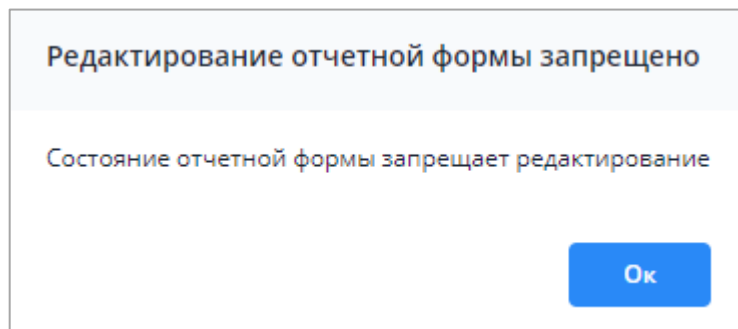 Редактирование отчетной формы запрещено
Состояние отчетной формы запрещает редактирование
Ок